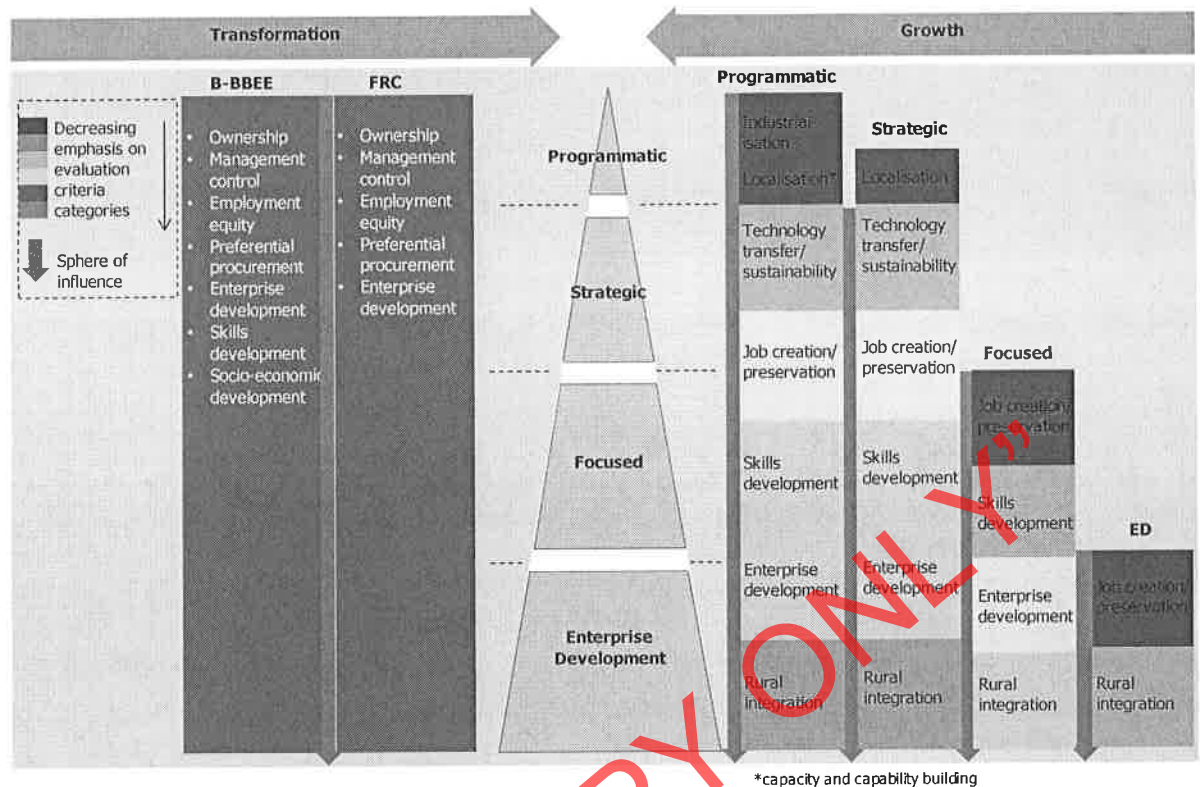 Transformation
Growth
Decreasing
emphasis on
evaluation
criteria
categories
Sphere of
influence
B-BBEE
• Ownership
• Management
control
• Employment
equity
• Preferential
procurement
• Enterprise
development
• Skills
development
• Socio-economic
development
FRC
• Ownership
• Management
control
• Employment
equity
• Preferential
procurement
• Enterprise
development
Programmatic
Strategic
Focused
Enterprise
Development
Programmatic
Industrial
isation
Localisation*
Technology
transfer/
sustainability
Job creation/
preservation
Skills
development
Enterprise
development
Rural
integration
Strategic
Localisation
Technology
transfer/
sustainability
Job creation/
preservation
Skills
development
Enterprise
development
Rural
integration
Focused
Job creation/
preservation
Skills
development
Enterprise
development
Rural
integration
ED
Job creation/
preservation
Rural
integration
*capacity and capability building
ONLY”